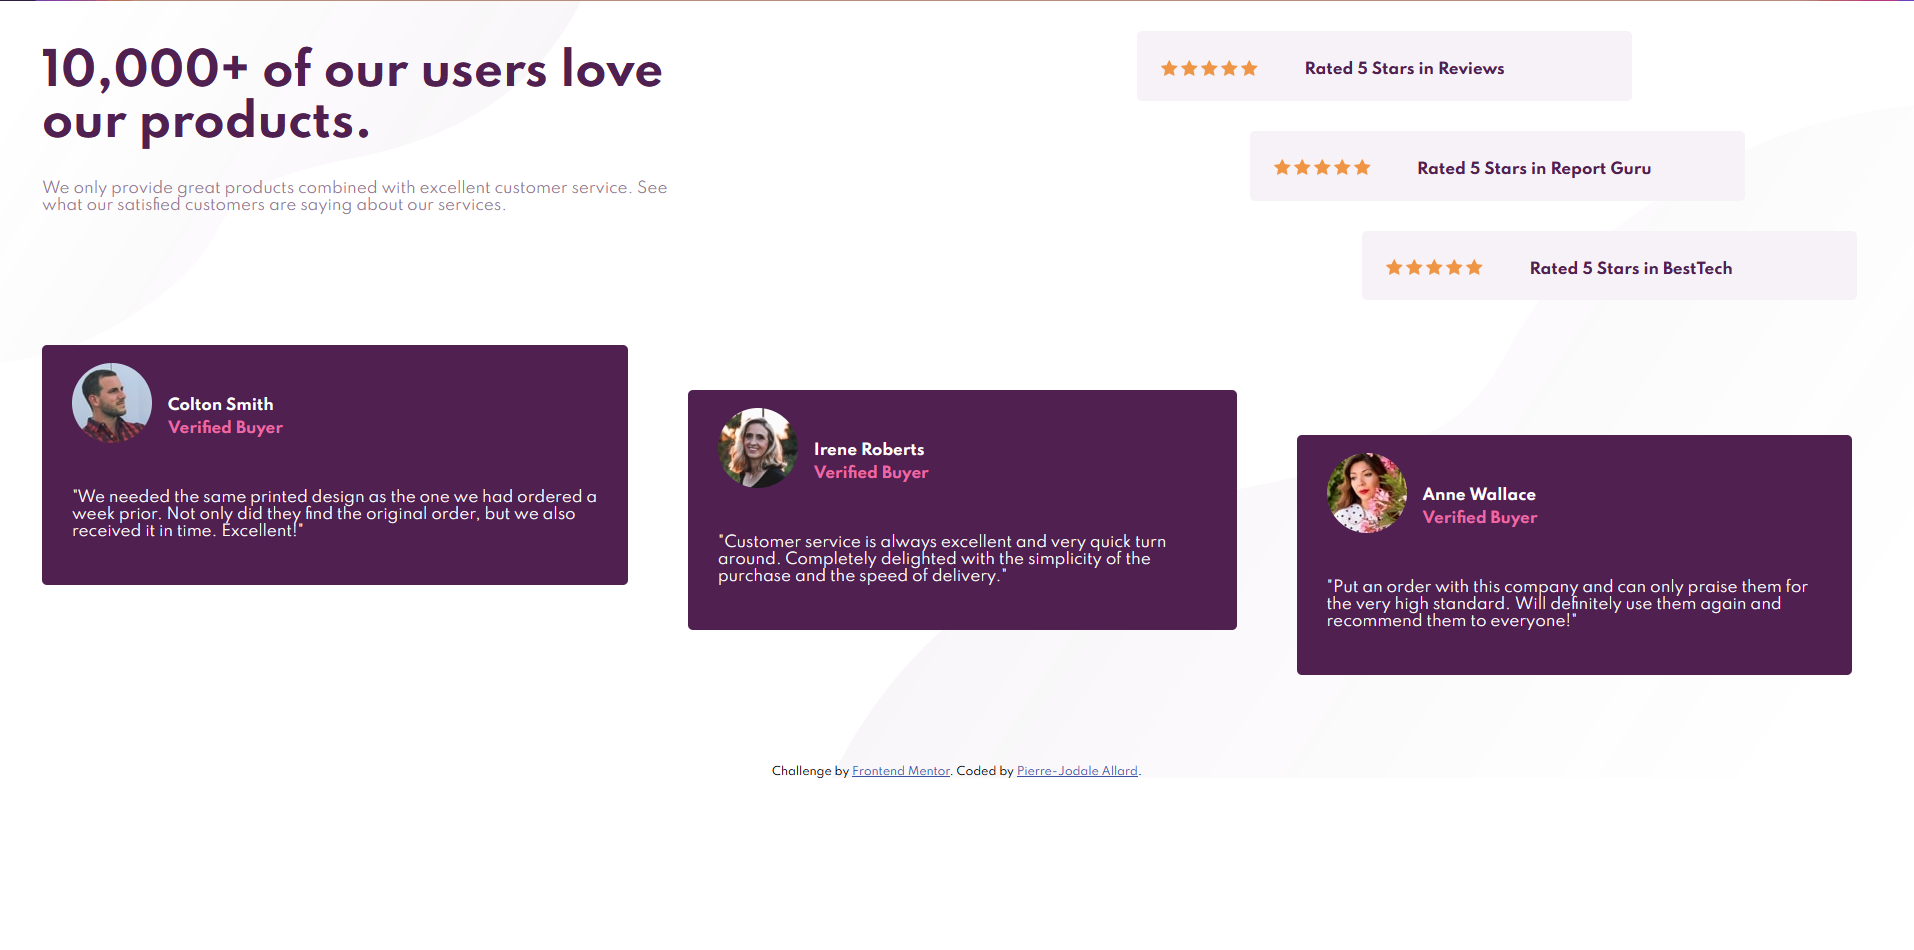 10,000+ of our users love
our products.
We only provide great products combined with excellent customer service. See
what our satisfied customers are saying about our services.
Rated 5 Stars in Reviews
Rated 5 Stars in Report Guru
Rated 5 Stars in BestTech
Colton Smith
Verified Buyer
"We needed the same printed design as the one we had ordered a
week prior. Not only did they find the original order, but we also
received it in time. Excellent!"
Irene Roberts
Verified Buyer
"Customer service is always excellent and very quick turn
around. Completely delighted with the simplicity of the
purchase and the speed of delivery."
Anne Wallace
Verified Buyer
"Put an order with this company and can only praise them for
the very high standard. Will definitely use them again and
recommend them to everyone!"
Challenge by Frontend Mentor. Coded by Pierre-Jodale Allard.